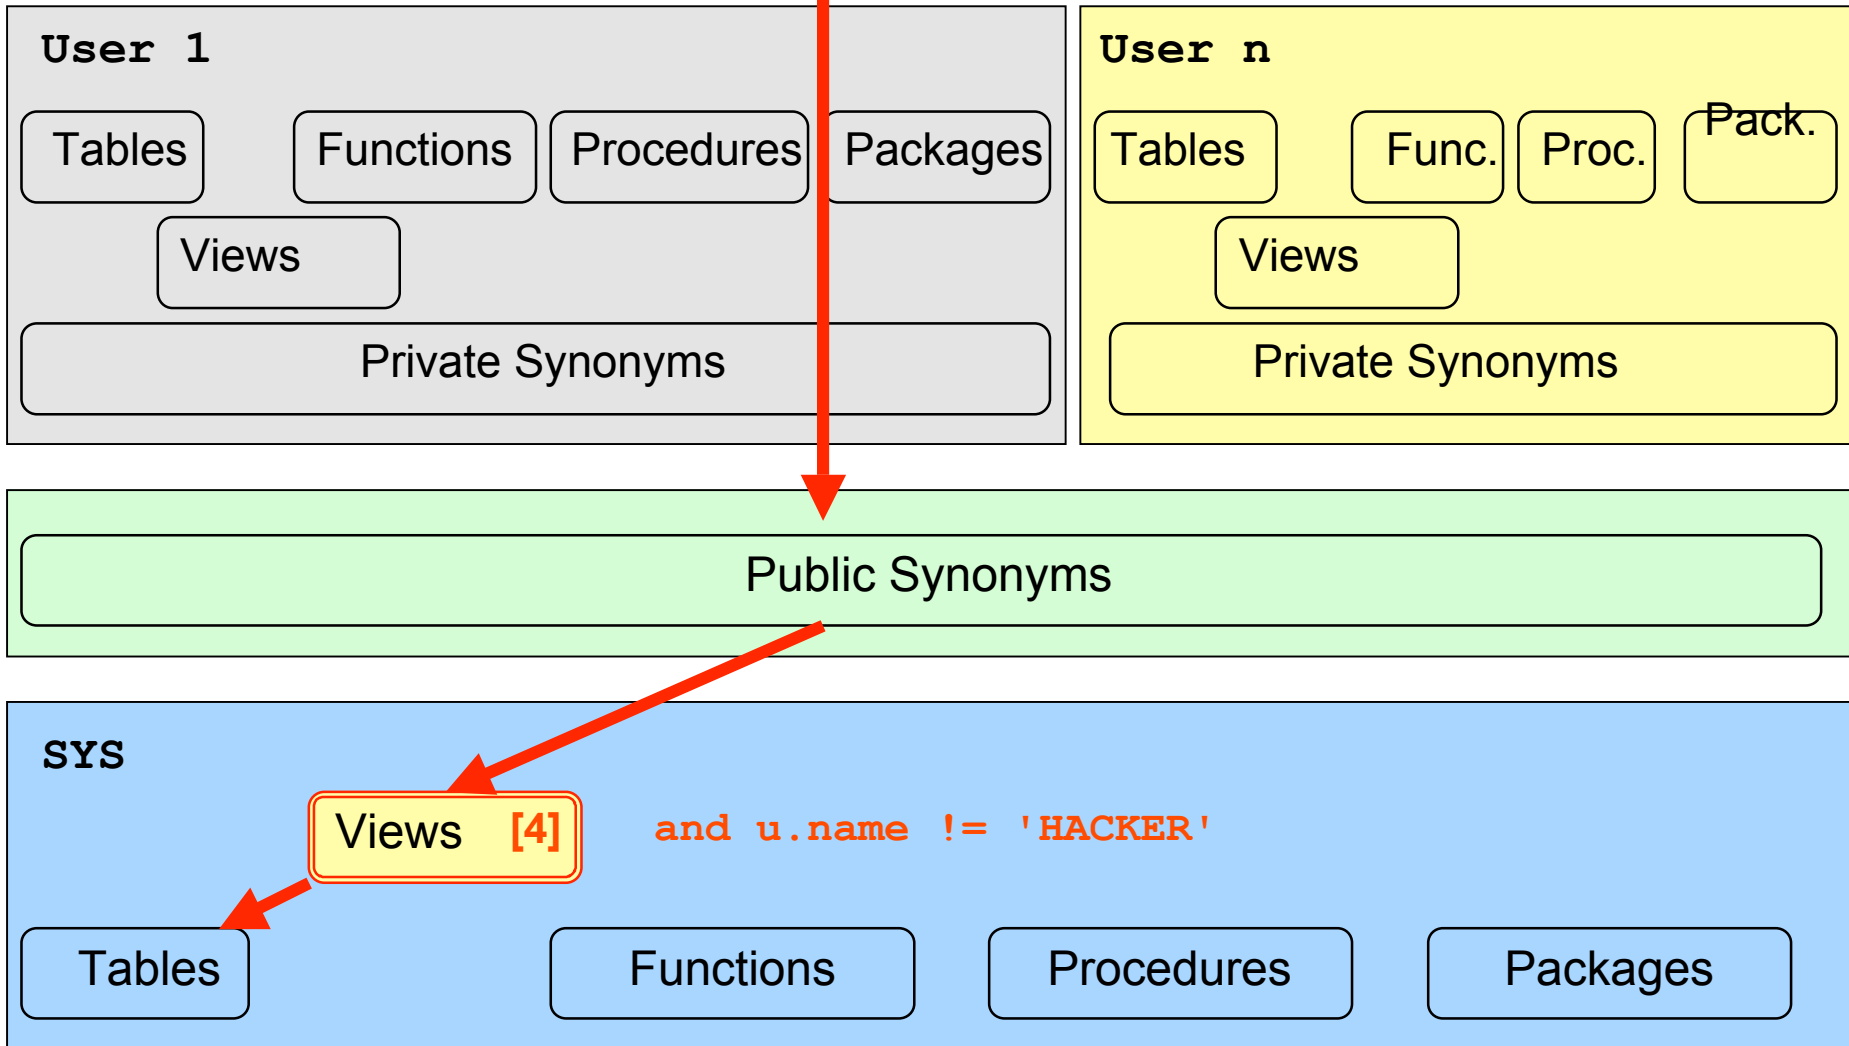 User 1
Tables
Functions
Procedures
Packages
Views
Private Synonyms
User n
Tables
Func.
Proc.
Pack.
Views
Private Synonyms
Public Synonyms
SYS
Views [4]
and u.name != 'HACKER'
Tables
Functions
Procedures
Packages